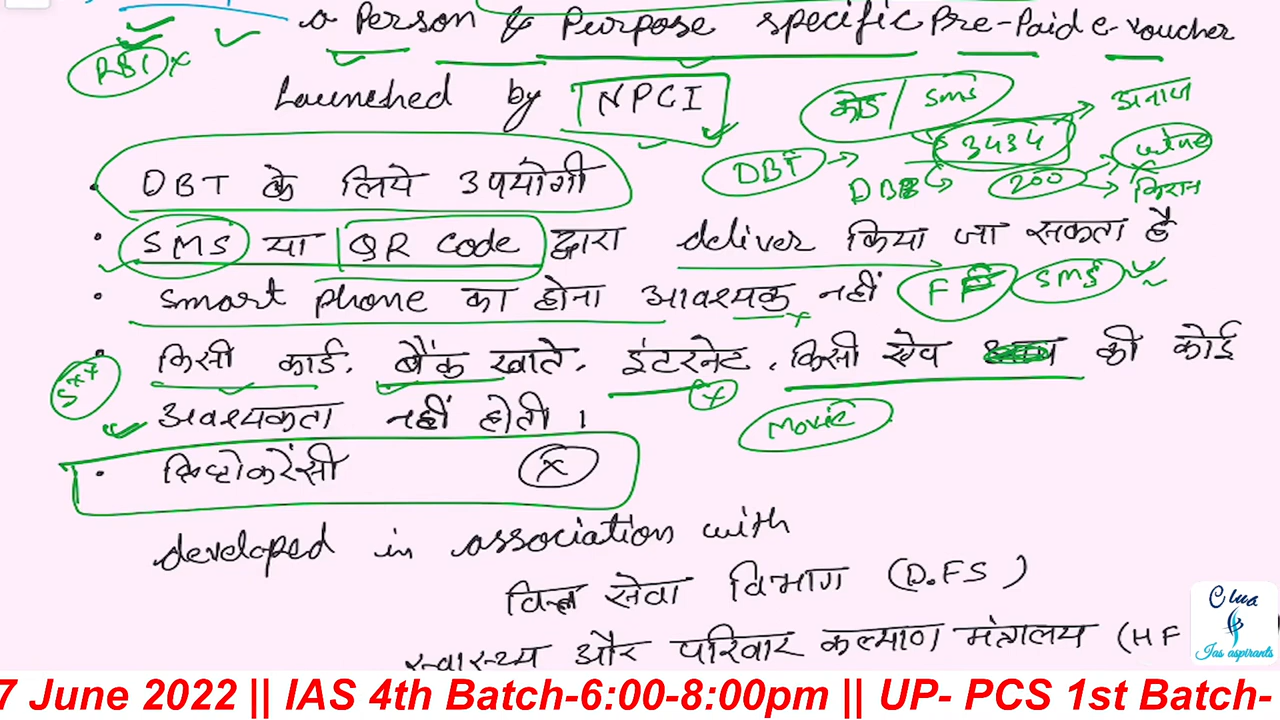 a Person & Purpose specific Pre-Paid e-voucher
RBI x
Launched by NPCI
कोड / SMS
3434
अनाज
DBT के लिये उपयोगी
DBT →
200
किसान
SMS या QR Code द्वारा deliver किया जा सकता है
smart phone का होना आवश्यक नहीं
SMS
किसी कार्ड, बैंक खाते, इंटरनेट, किसी ऐप की कोई
x
आवश्यकता नहीं होती ।
Movie
क्रिप्टोकरेंसी X
developed in association with
वित्त सेवा विभाग (D.FS)
स्वास्थ्य और परिवार कल्याण मंत्रालय (HF
Clua
Ias aspirants
7 June 2022 || IAS 4th Batch-6:00-8:00pm || UP- PCS 1st Batch-